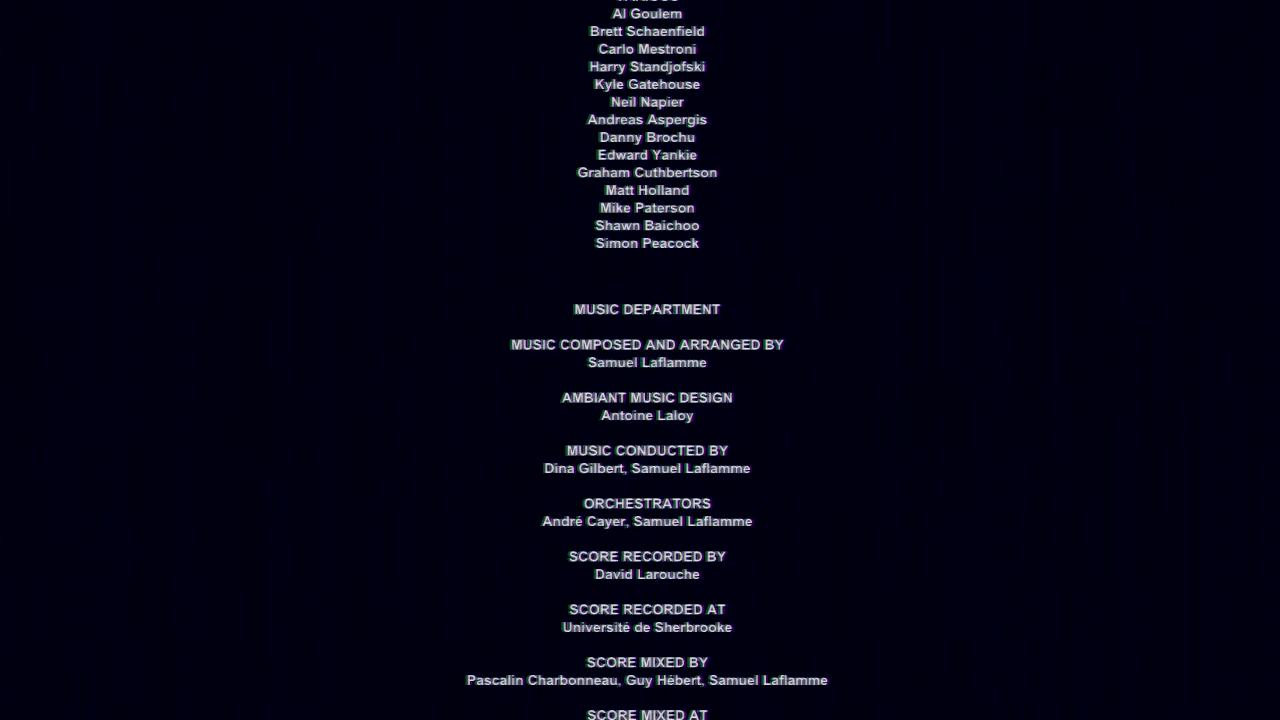 Al Goulem
Brett Schaenfield
Carlo Mestroni
Harry Standjofski
Kyle Gatehouse
Neil Napier
Andreas Aspergis
Danny Brochu
Edward Yankie
Graham Cuthbertson
Matt Holland
Mike Paterson
Shawn Baichoo
Simon Peacock
MUSIC DEPARTMENT
MUSIC COMPOSED AND ARRANGED BY
Samuel Laflamme
AMBIANT MUSIC DESIGN
Antoine Laloy
MUSIC CONDUCTED BY
Dina Gilbert, Samuel Laflamme
ORCHESTRATORS
André Cayer, Samuel Laflamme
SCORE RECORDED BY
David Larouche
SCORE RECORDED AT
Université de Sherbrooke
SCORE MIXED BY
Pascalin Charbonneau, Guy Hébert, Samuel Laflamme
SCORE MIXED AT